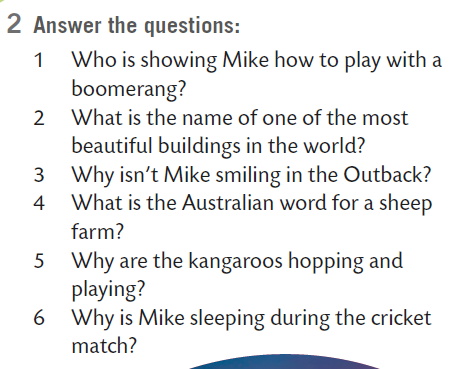 2 Answer the questions:
1 Who is showing Mike how to play with a
boomerang?
2 What is the name of one of the most
beautiful buildings in the world?
3 Why isn't Mike smiling in the Outback?
4 What is the Australian word for a sheep
farm?
5 Why are the kangaroos hopping and
playing?
6 Why is Mike sleeping during the cricket
match?